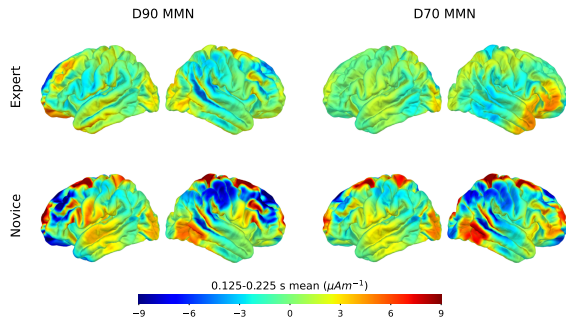 D90 MMN
D70 MMN
Expert
Novice
0.125-0.225 s mean (μAm⁻¹)
−9 −6 −3 0 3 6 9